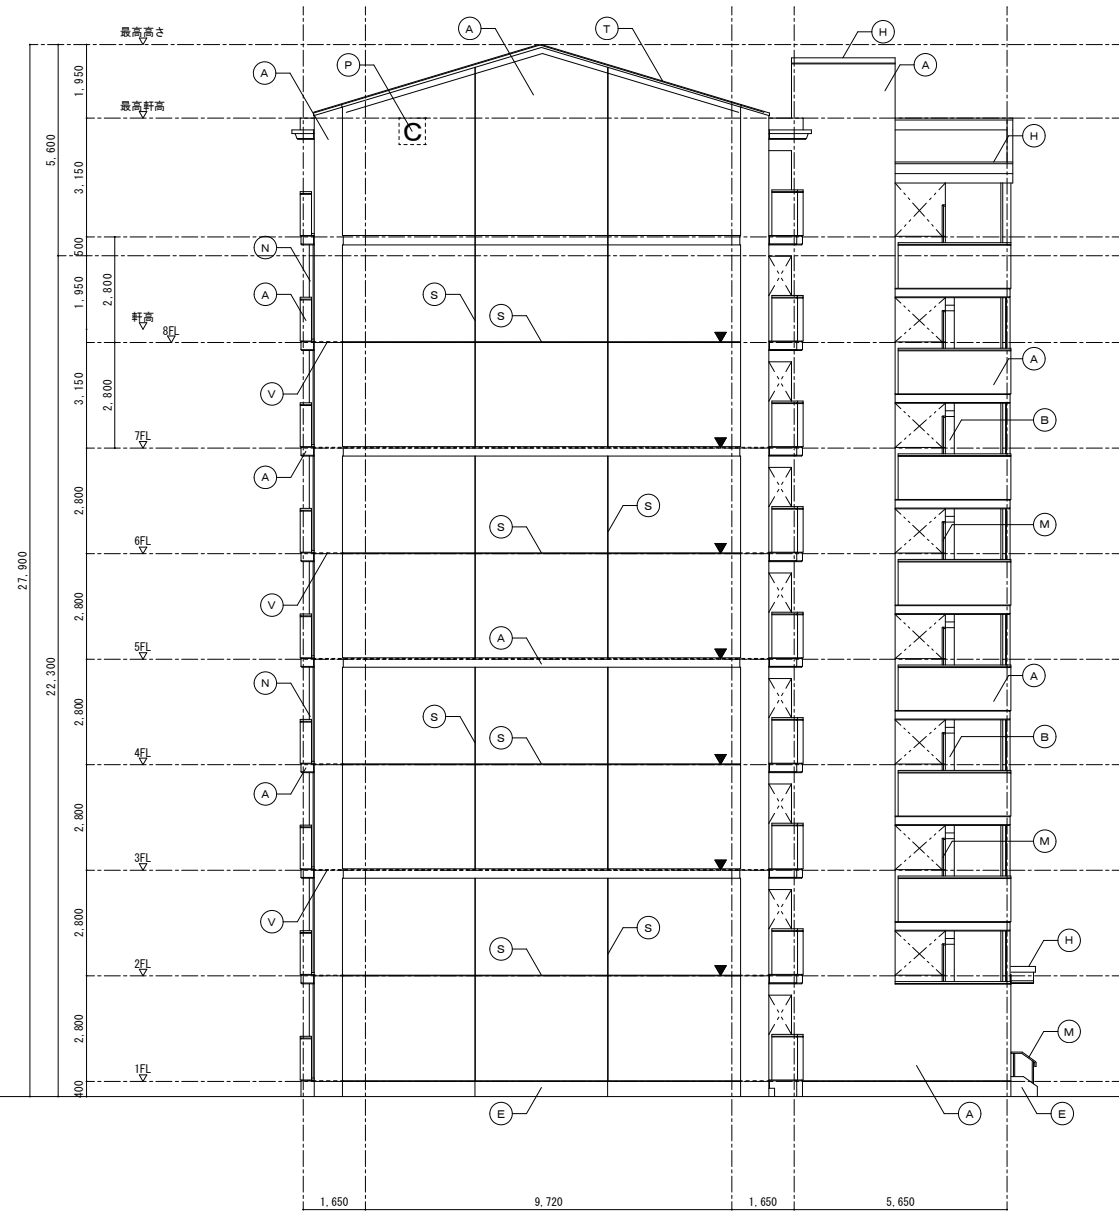 最高高さ
A
T
H
A
P
A
1,950
最高軒高
C
H
5,600
3,150
600
N
A
S
S
1,950
2,800
軒高
8FL
A
3,150
2,800
V
B
7FL
A
2,800
S
S
M
6FL
27,900
2,800
V
A
5FL
22,300
N
A
2,800
S
S
B
4FL
A
2,800
M
3FL
2,800
V
S
S
H
2FL
2,800
M
1FL
400
E
A
E
1,650
9,720
1,650
5,650